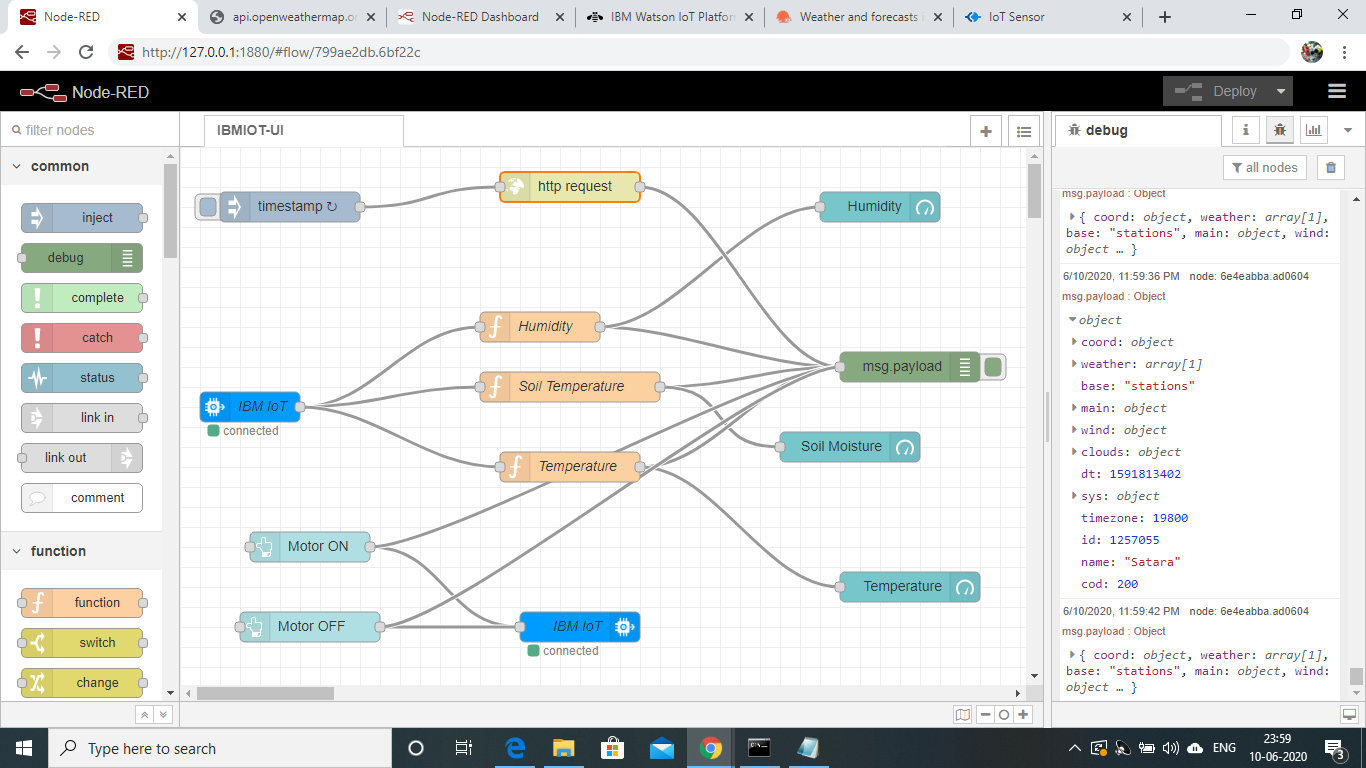 Node-RED
api.openweathermap.or
Node-RED Dashboard
IBM Watson IoT Platform
Weather and forecasts
IoT Sensor
http://127.0.0.1:1880/#flow/799ae2db.6bf22c
Node-RED
Deploy
filter nodes
IBMIOT-UI
debug
i
all nodes
common
inject
debug
complete
catch
status
link in
link out
comment
function
function
switch
change
timestamp ↻
http request
Humidity
Humidity
msg.payload
Soil Temperature
IBM IoT
connected
Soil Moisture
Temperature
Motor ON
Temperature
Motor OFF
IBM IoT
connected
msg.payload : Object
{ coord: object, weather: array[1],
base: "stations", main: object, wind:
object … }
6/10/2020, 11:59:36 PM node: 6e4eabba.ad0604
msg.payload : Object
object
coord: object
weather: array[1]
base: "stations"
main: object
wind: object
clouds: object
dt: 1591813402
sys: object
timezone: 19800
id: 1257055
name: "Satara"
cod: 200
6/10/2020, 11:59:42 PM node: 6e4eabba.ad0604
msg.payload : Object
{ coord: object, weather: array[1],
base: "stations", main: object, wind:
object … }
Type here to search
ENG
23:59
10-06-2020
3